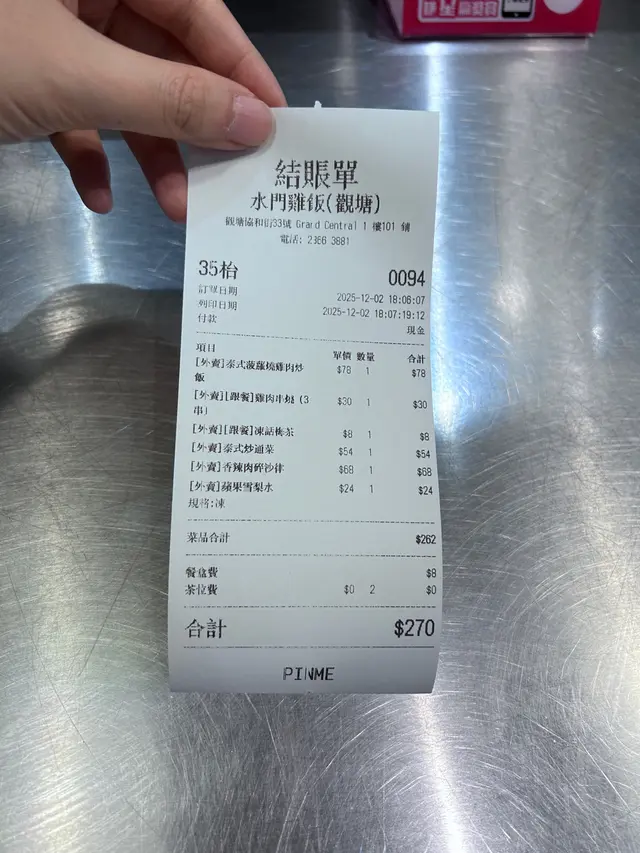 結賬單
水門雞飯(觀塘)
觀塘協和街33號 Grand Central 1 樓101 鋪
電話: 2366 3881
35枱 0094
訂單日期 2025-12-02 18:06:07
列印日期 2025-12-02 18:07:19:12
付款 現金
項目 單價 數量 合計
[外賣]泰式菠蘿燒雞肉炒 $78 1 $78
飯
[外賣][跟餐]雞肉串燒 (3 $30 1 $30
串)
[外賣][跟餐]凍話梅茶 $8 1 $8
[外賣]泰式炒通菜 $54 1 $54
[外賣]香辣肉碎沙律 $68 1 $68
[外賣]蘋果雪梨水 $24 1 $24
規格:凍
菜品合計 $262
餐盒費 $8
茶位費 $0 2 $0
合計 $270
PINME